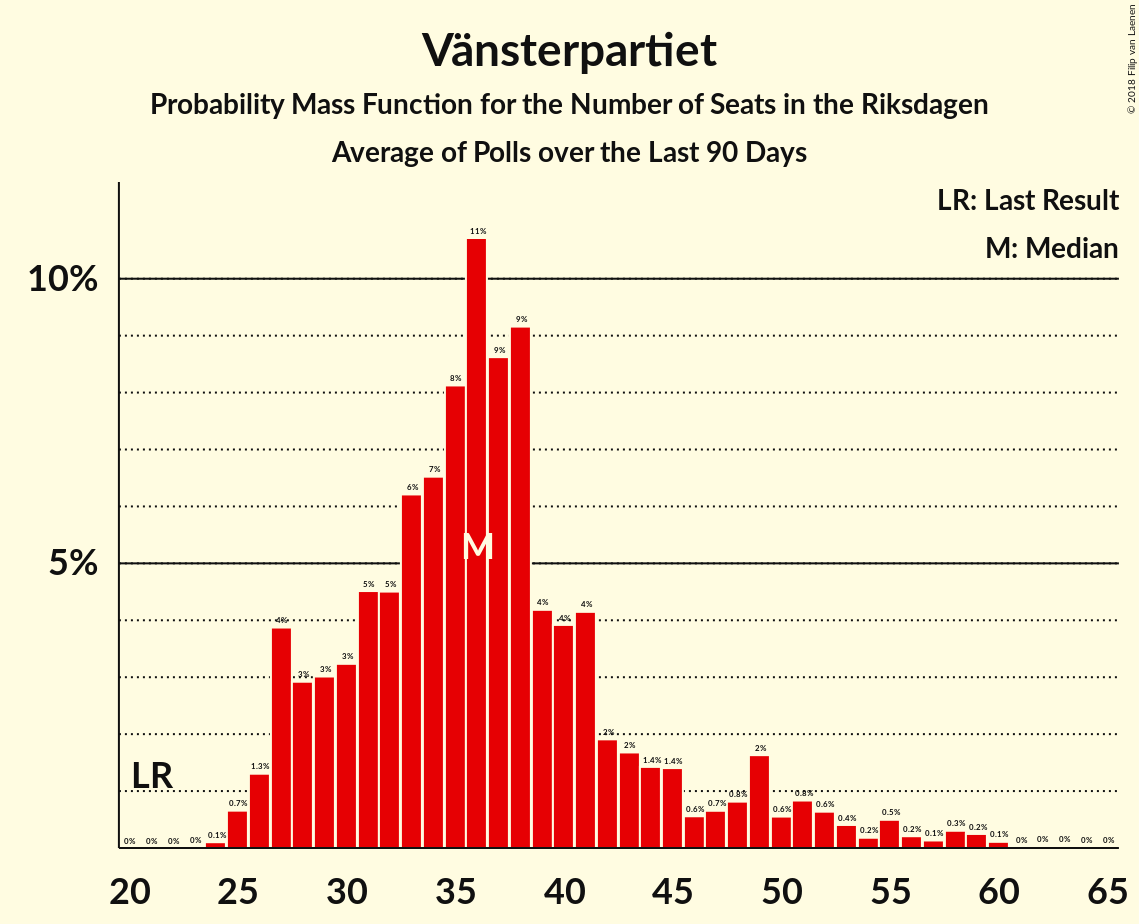 Vänsterpartiet
Probability Mass Function for the Number of Seats in the Riksdagen
Average of Polls over the Last 90 Days
© 2018 Filip van Laenen
LR: Last Result
M: Median
10%
5%
0% 0% 0% 0% 0.1% 0.7% 1.3% 4% 3% 3% 3% 5% 5% 6% 7% 8% 11% 9% 9% 4% 4% 4% 2% 2% 1.4% 1.4% 0.6% 0.7% 0.8% 2% 0.6% 0.8% 0.6% 0.4% 0.2% 0.5% 0.2% 0.1% 0.3% 0.2% 0.1% 0% 0% 0% 0% 0%
M
LR
20 25 30 35 40 45 50 55 60 65